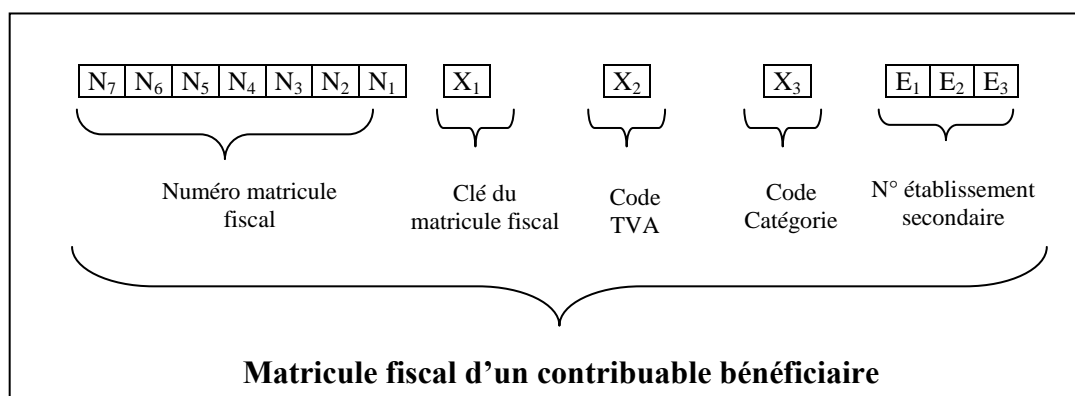 N₇ N₆ N₅ N₄ N₃ N₂ N₁ X₁ X₂ X₃ E₁ E₂ E₃
Numéro matricule
fiscal
Clé du
matricule fiscal
Code
TVA
Code
Catégorie
N° établissement
secondaire
Matricule fiscal d’un contribuable bénéficiaire